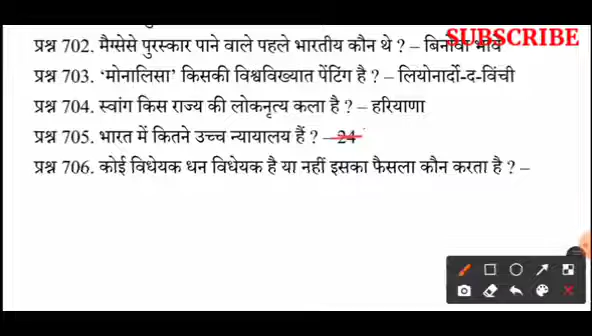 SUBSCRIBE
प्रश्न 702. मैग्सेसे पुरस्कार पाने वाले पहले भारतीय कौन थे ? – बिनोवा भावे
प्रश्न 703. ‘मोनालिसा’ किसकी विश्वविख्यात पेंटिंग है ? – लियोनार्दो-द-विंची
प्रश्न 704. स्वांग किस राज्य की लोकनृत्य कला है ? – हरियाणा
प्रश्न 705. भारत में कितने उच्च न्यायालय हैं ? – 24
प्रश्न 706. कोई विधेयक धन विधेयक है या नहीं इसका फैसला कौन करता है ? –